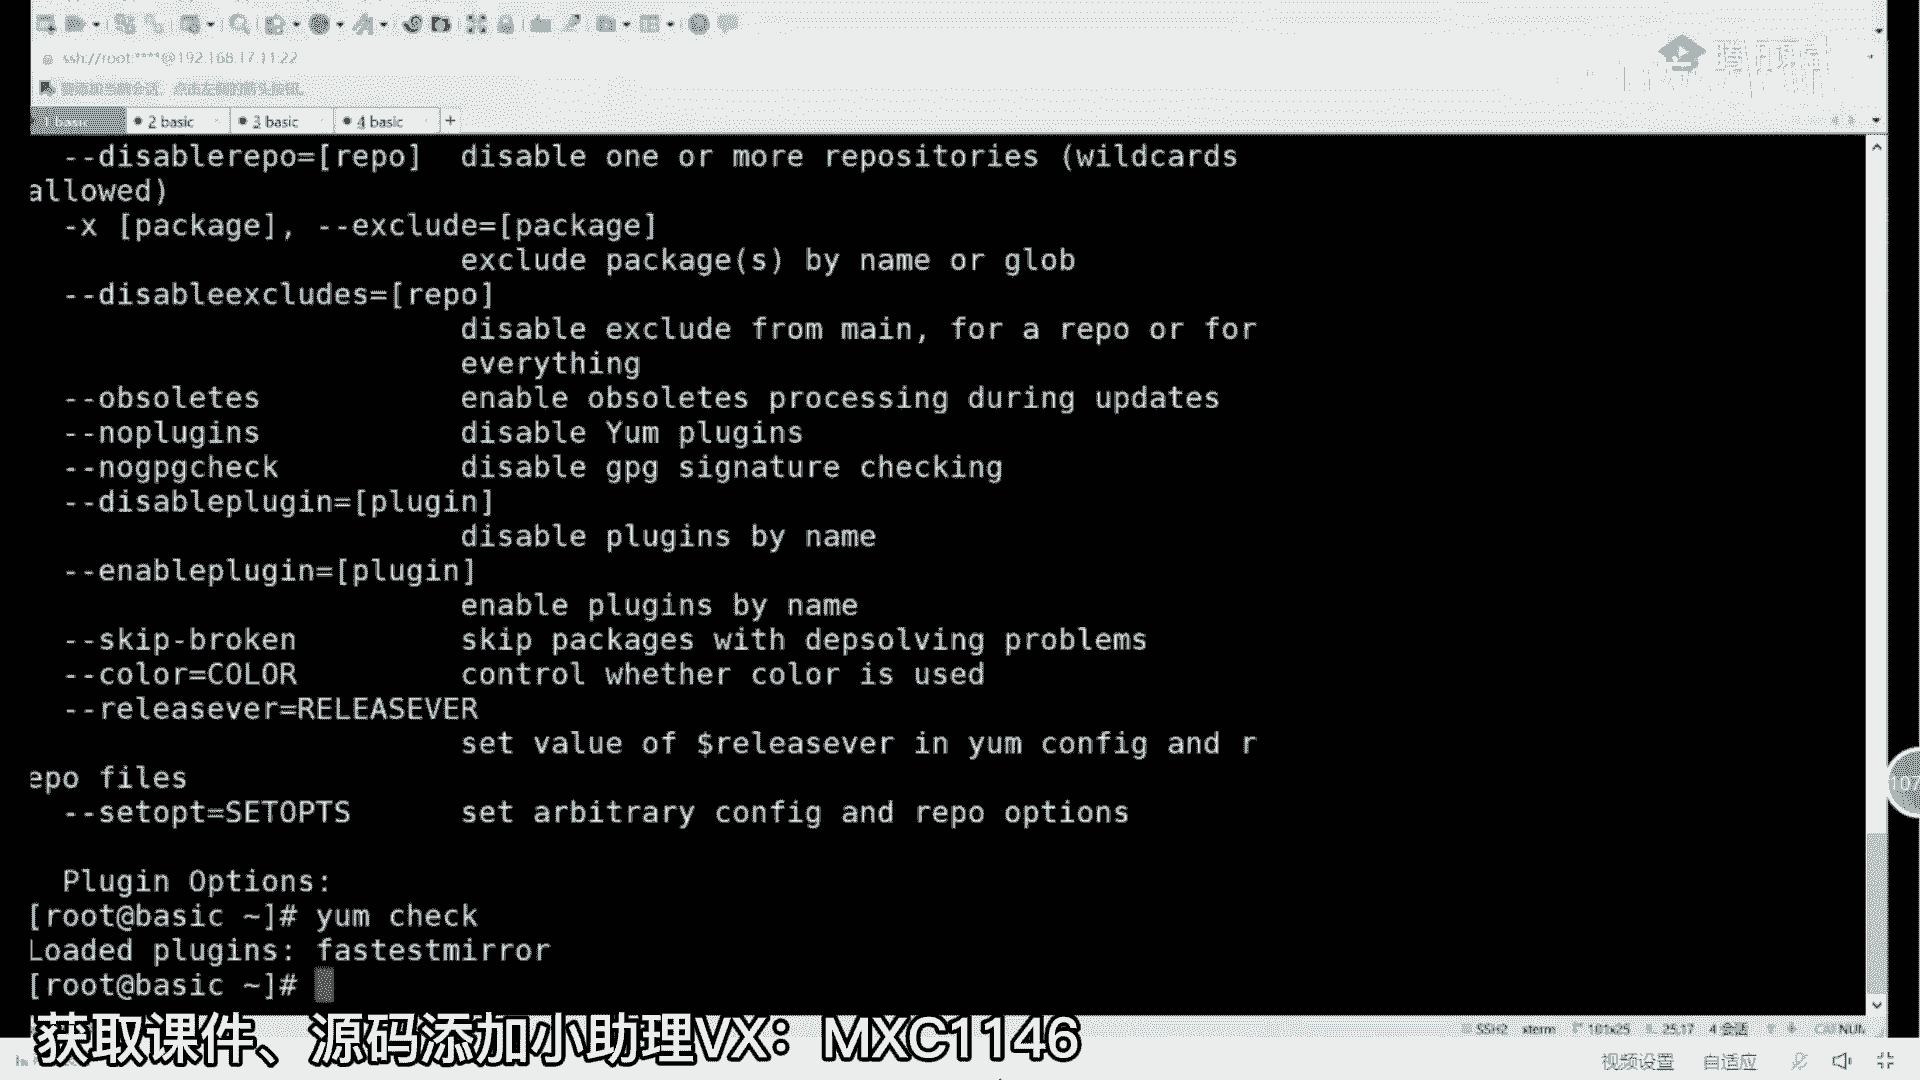 ssh://root:****@192.168.17.11:22
1 basic
2 basic
3 basic
4 basic
+
--disablerepo=[repo]  disable one or more repositories (wildcards
allowed)
-x [package], --exclude=[package]
exclude package(s) by name or glob
--disableexcludes=[repo]
disable exclude from main, for a repo or for
everything
--obsoletes           enable obsoletes processing during updates
--noplugins           disable Yum plugins
--nogpgcheck          disable gpg signature checking
--disableplugin=[plugin]
disable plugins by name
--enableplugin=[plugin]
enable plugins by name
--skip-broken         skip packages with depsolving problems
--color=COLOR         control whether color is used
--releasever=RELEASEVER
set value of $releasever in yum config and r
epo files
--setopt=SETOPTS      set arbitrary config and repo options
Plugin Options:
[root@basic ~]# yum check
Loaded plugins: fastestmirror
[root@basic ~]#
107
获取课件、源码添加小助理VX：MXC1146
SSH2 xterm 101x25 25:17 4 会话 CAP NUM
视频设置 自适应